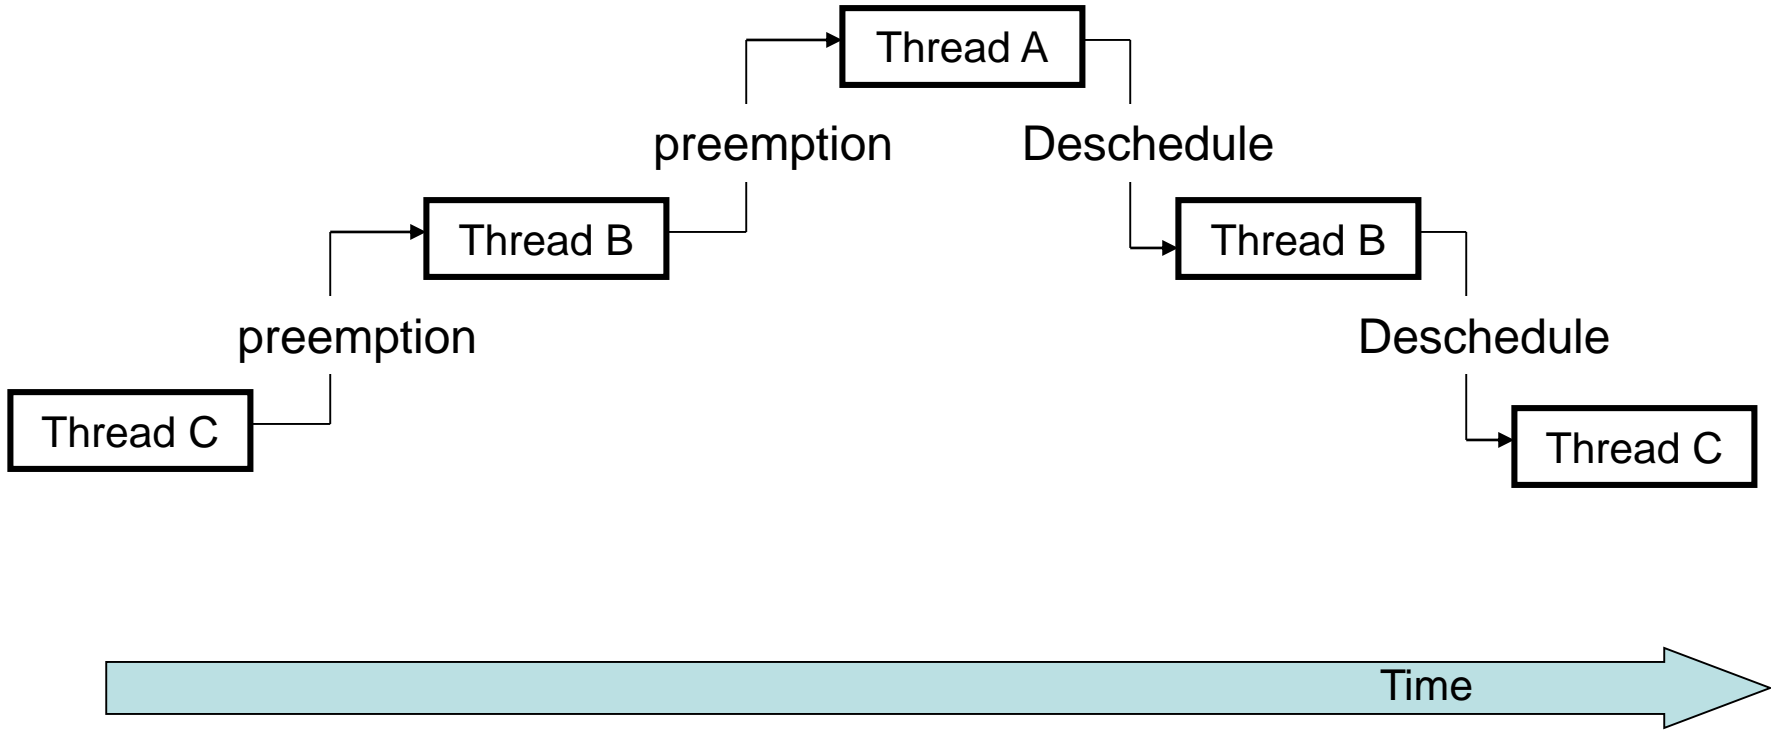 Thread A
preemption
Deschedule
Thread B
Thread B
preemption
Deschedule
Thread C
Thread C
Time